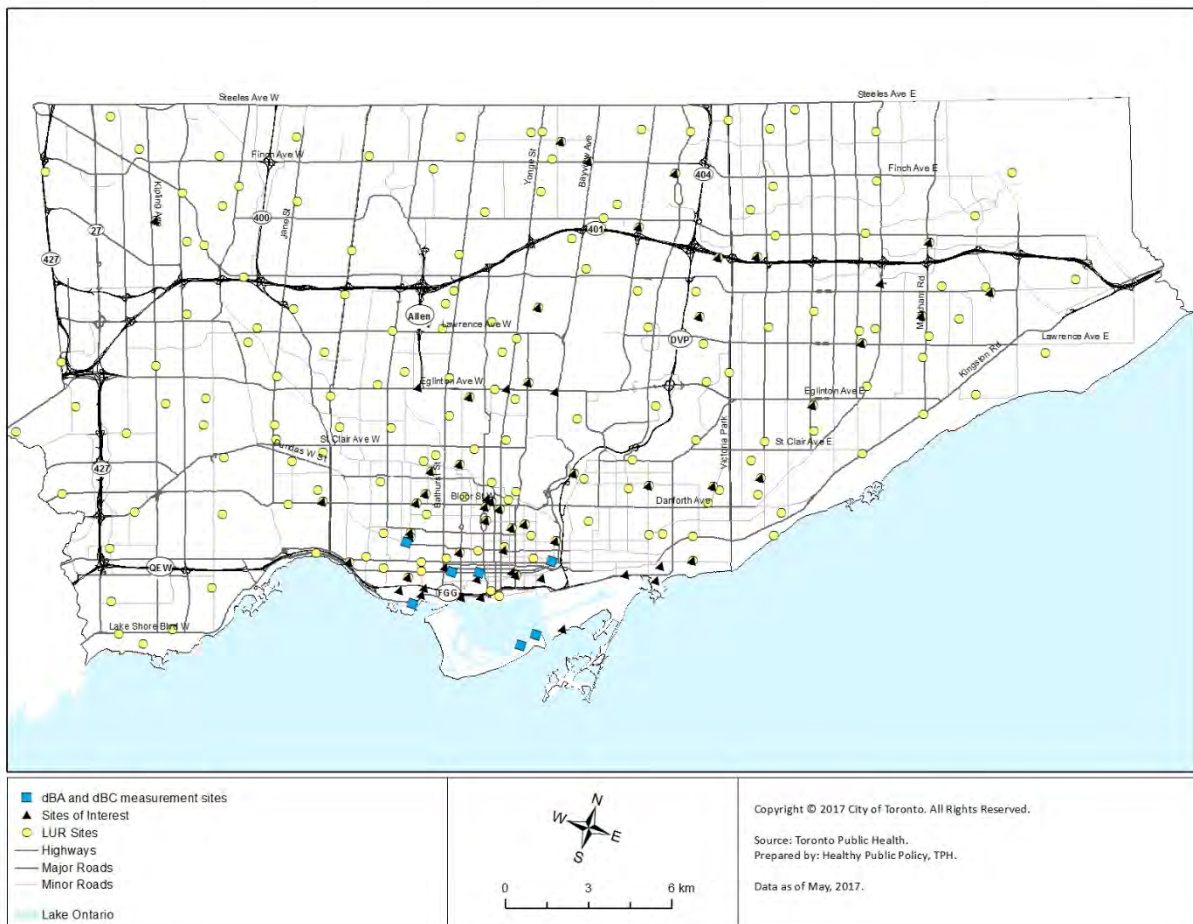 Steeles Ave W
Steeles Ave E
Finch Ave W
Yonge St
Bayview Ave
404
Finch Ave E
Kipling Ave
400
Jane St
27
401
427
Markham Rd
Allen
Lawrence Ave W
DVP
Lawrence Ave E
Kingston Rd
Eglinton Ave W
Eglinton Ave E
St Clair Ave W
Dundas W St
Victoria Park
St Clair Ave E
427
Bathurst St
Bloor St W
Danforth Ave
QEW
FGG
Lake Shore Blvd W
dBA and dBC measurement sites
Sites of Interest
LUR Sites
Highways
Major Roads
Minor Roads
Lake Ontario
N
W
E
S
0 3 6 km
Copyright © 2017 City of Toronto. All Rights Reserved.
Source: Toronto Public Health.
Prepared by: Healthy Public Policy, TPH.
Data as of May, 2017.